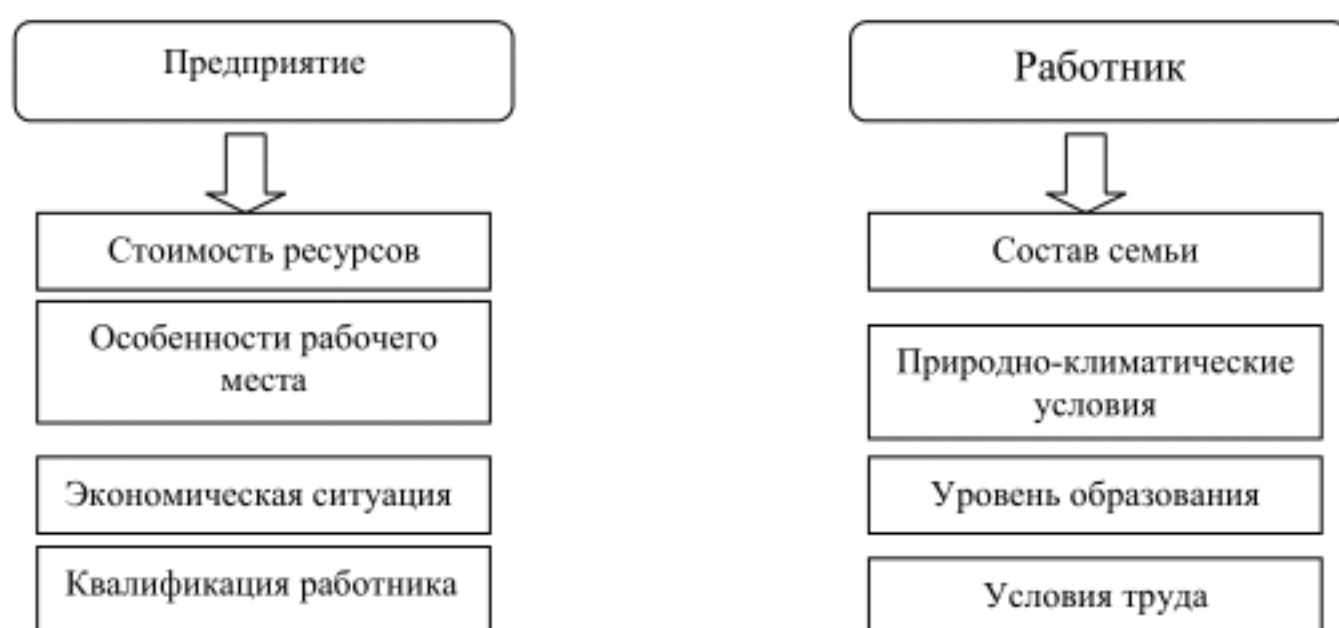 Предприятие
Стоимость ресурсов
Особенности рабочего
места
Экономическая ситуация
Квалификация работника
Работник
Состав семьи
Природно-климатические
условия
Уровень образования
Условия труда